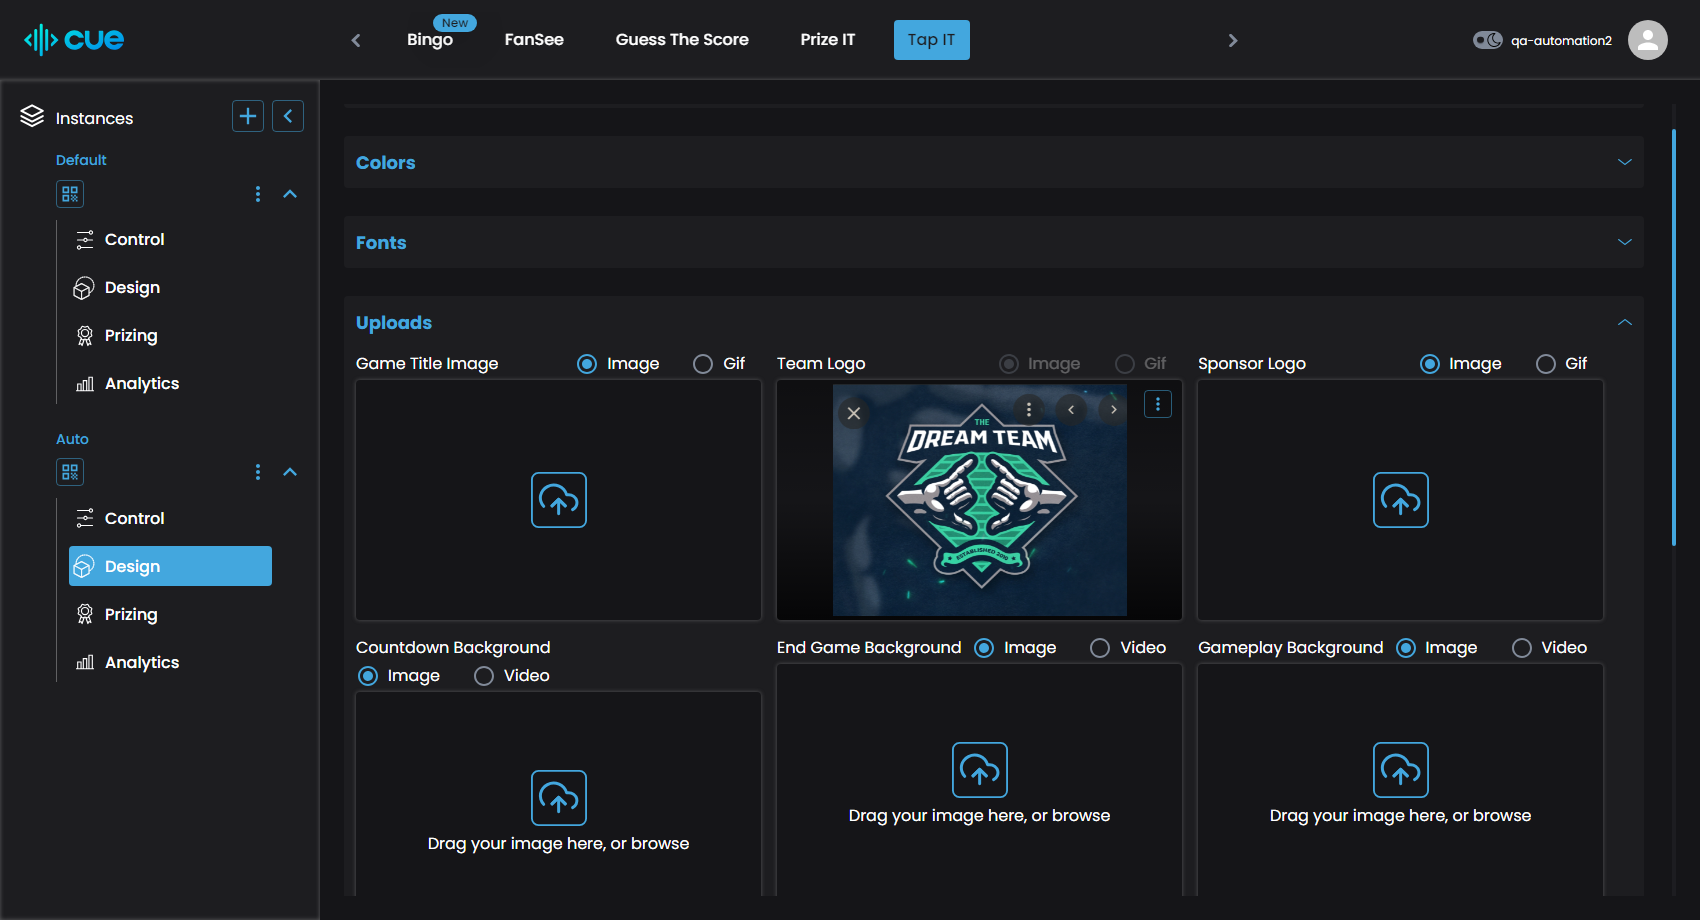 cue
New
Bingo
FanSee
Guess The Score
Prize IT
Tap IT
qa-automation2
Instances
Default
Control
Design
Prizing
Analytics
Auto
Control
Design
Prizing
Analytics
Colors
Fonts
Uploads
Game Title Image
Image
Gif
Team Logo
Image
Gif
Sponsor Logo
Image
Gif
THE
DREAM TEAM
ESTABLISHED 2010
Countdown Background
Image
Video
End Game Background
Image
Video
Gameplay Background
Image
Video
Drag your image here, or browse
Drag your image here, or browse
Drag your image here, or browse